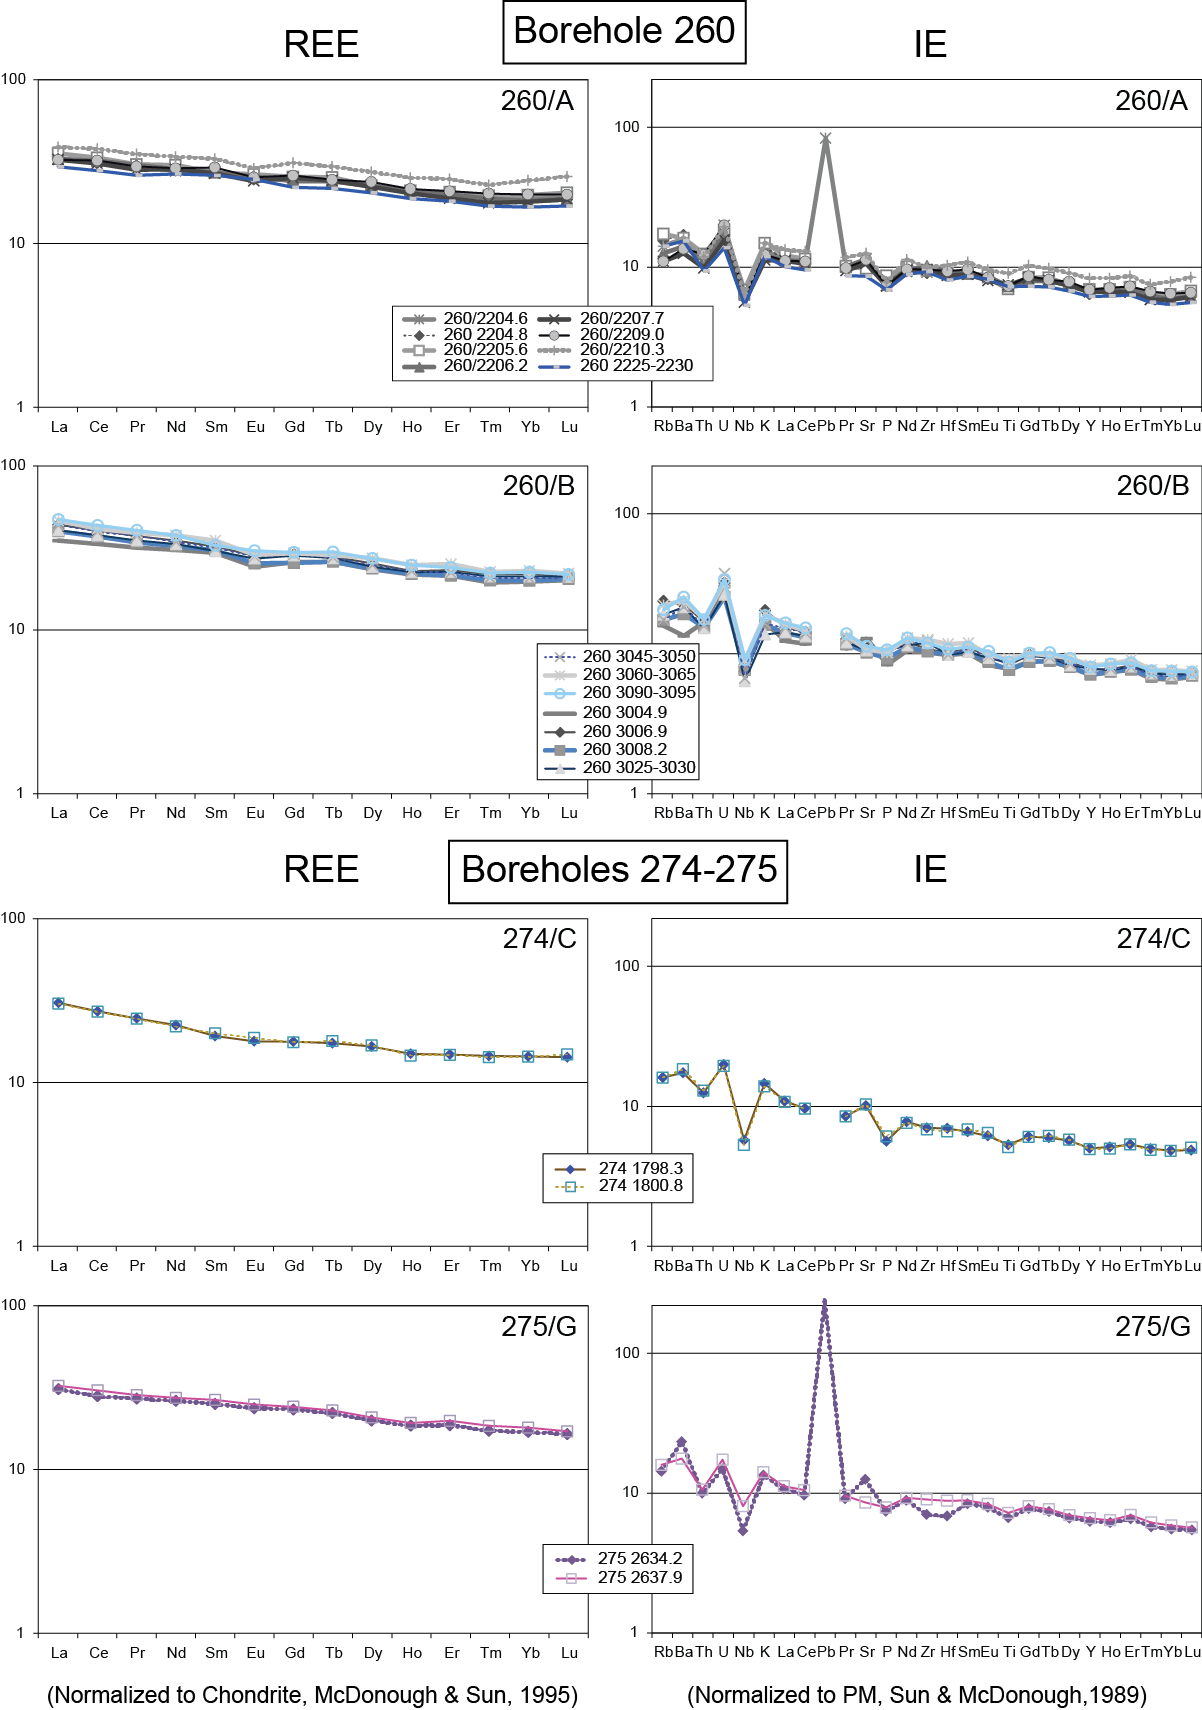 Borehole 260
REE IE
100
10
1
260/A
La Ce Pr Nd Sm Eu Gd Tb Dy Ho Er Tm Yb Lu
100
10
1
260/A
Rb Ba Th U Nb K La Ce Pb Pr Sr P Nd Zr Hf Sm Eu Ti Gd Tb Dy Y Ho Er Tm Yb Lu
260/2204.6 260/2207.7
260 2204.8 260/2209.0
260/2205.6 260/2210.3
260/2206.2 260 2225-2230
100
10
1
260/B
La Ce Pr Nd Sm Eu Gd Tb Dy Ho Er Tm Yb Lu
100
1
260/B
Rb Ba Th U Nb K La Ce Pb Pr Sr P Nd Zr Hf Sm Eu Ti Gd Tb Dy Y Ho Er Tm Yb Lu
260 3045-3050
260 3060-3065
260 3090-3095
260 3004.9
260 3006.9
260 3008.2
260 3025-3030
Boreholes 274-275
REE IE
100
10
1
274/C
La Ce Pr Nd Sm Eu Gd Tb Dy Ho Er Tm Yb Lu
100
10
1
274/C
Rb Ba Th U Nb K La Ce Pb Pr Sr P Nd Zr Hf Sm Eu Ti Gd Tb Dy Y Ho Er Tm Yb Lu
274 1798.3
274 1800.8
100
10
1
275/G
La Ce Pr Nd Sm Eu Gd Tb Dy Ho Er Tm Yb Lu
100
10
1
275/G
Rb Ba Th U Nb K La Ce Pb Pr Sr P Nd Zr Hf Sm Eu Ti Gd Tb Dy Y Ho Er Tm Yb Lu
275 2634.2
275 2637.9
(Normalized to Chondrite, McDonough & Sun, 1995) (Normalized to PM, Sun & McDonough,1989)